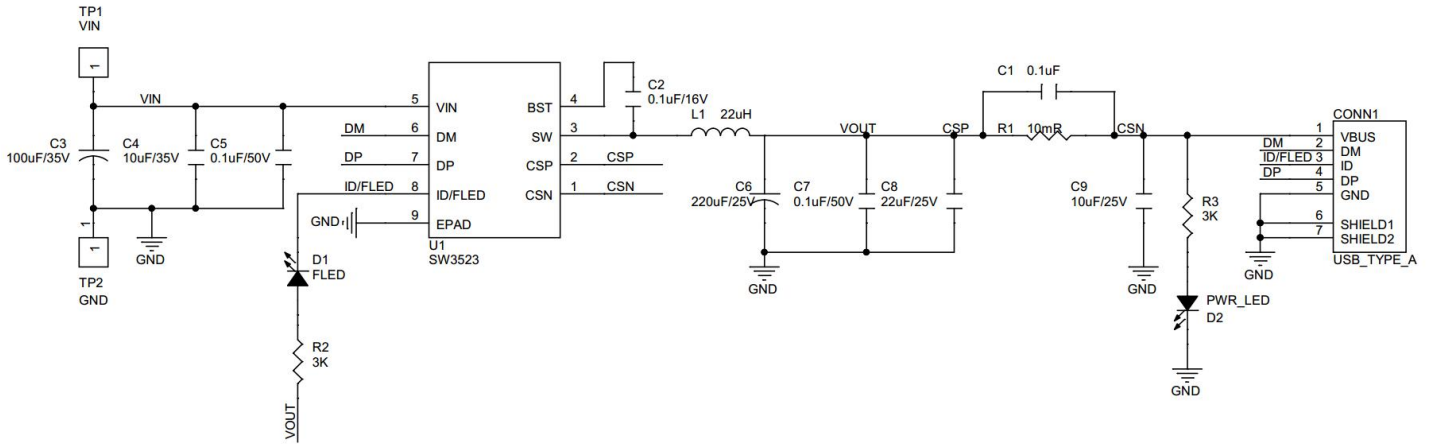 TP1
VIN
1
VIN
C3
100uF/35V
C4
10uF/35V
C5
0.1uF/50V
1
1
TP2
GND
GND
DM
DP
ID/FLED
GND
5
6
7
8
9
VIN
DM
DP
ID/FLED
EPAD
BST
SW
CSP
CSN
4
3
2
1
U1
SW3523
CSP
CSN
D1
FLED
R2
3K
VOUT
C2
0.1uF/16V
L1 22uH
VOUT
CSP
C6
220uF/25V
C7
0.1uF/50V
C8
22uF/25V
GND
C1 0.1uF
R1 10mR
CSN
C9
10uF/25V
GND
R3
3K
PWR_LED
D2
GND
CONN1
1 VBUS
DM 2 DM
ID/FLED 3 ID
DP 4 DP
5 GND
6 SHIELD1
7 SHIELD2
GND
USB_TYPE_A